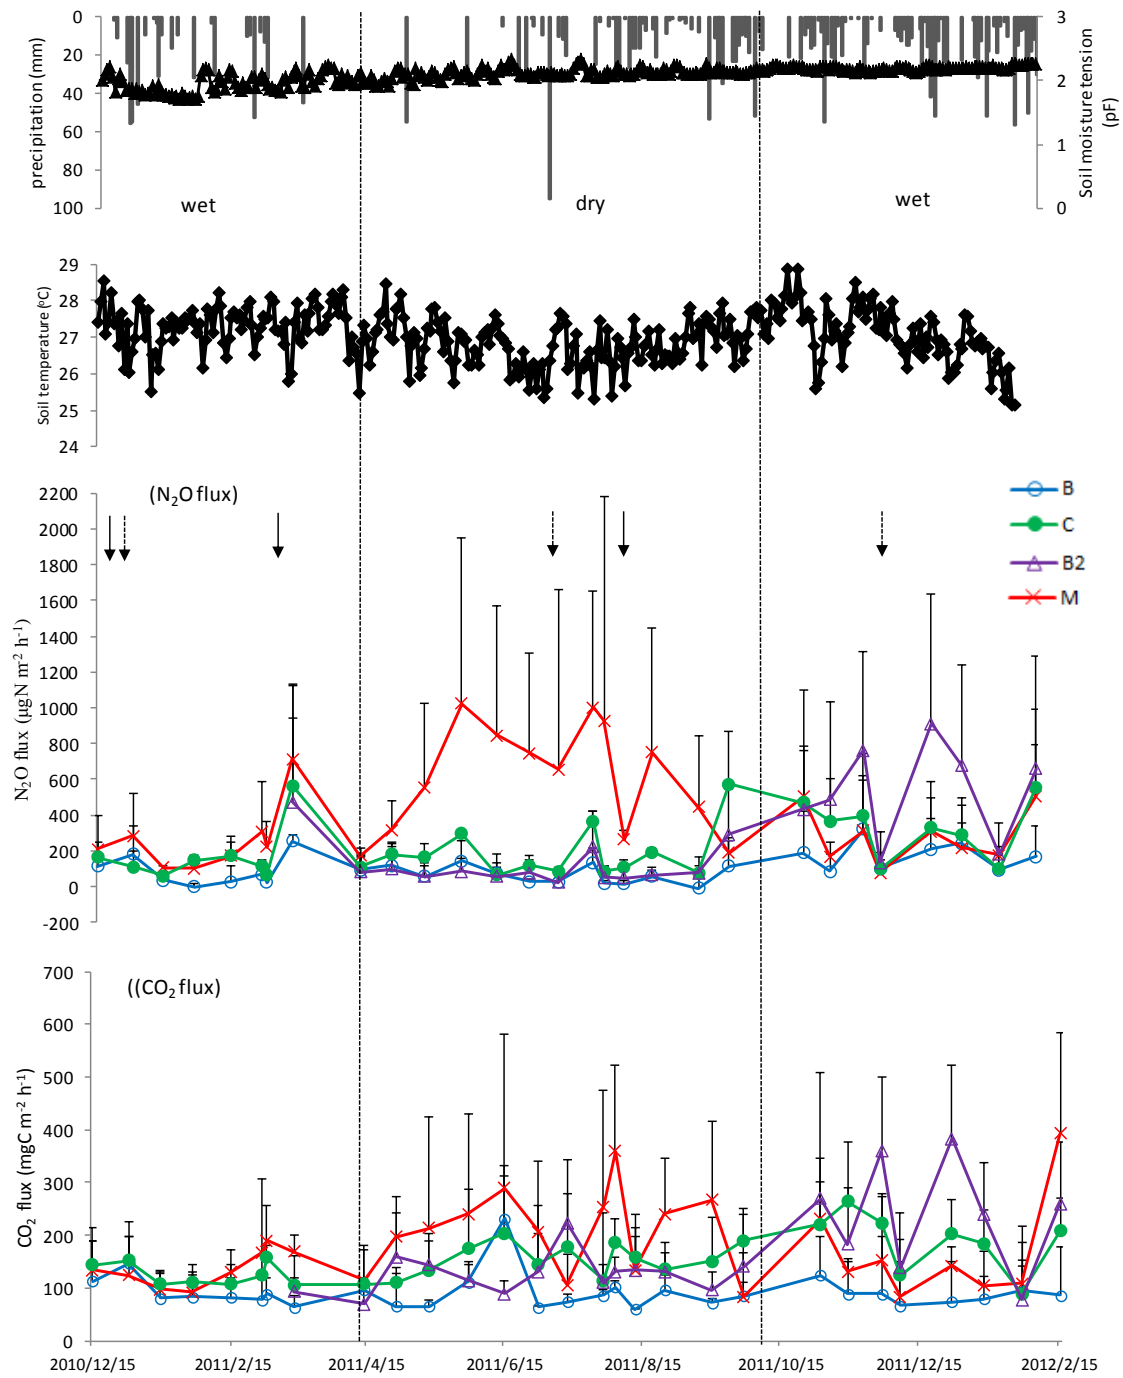 0
20
40
60
80
100
precipitation (mm)
3
2
1
0
Soil moisture tension
(pF)
wet
dry
wet
29
28
27
26
25
24
Soil temperature (°C)
(N₂O flux)
2200
2000
1800
1600
1400
1200
1000
800
600
400
200
0
-200
N₂O flux (µgN m⁻² h⁻¹)
B
C
B2
M
((CO₂ flux)
700
600
500
400
300
200
100
0
CO₂ flux (mgC m⁻² h⁻¹)
2010/12/15 2011/2/15 2011/4/15 2011/6/15 2011/8/15 2011/10/15 2011/12/15 2012/2/15